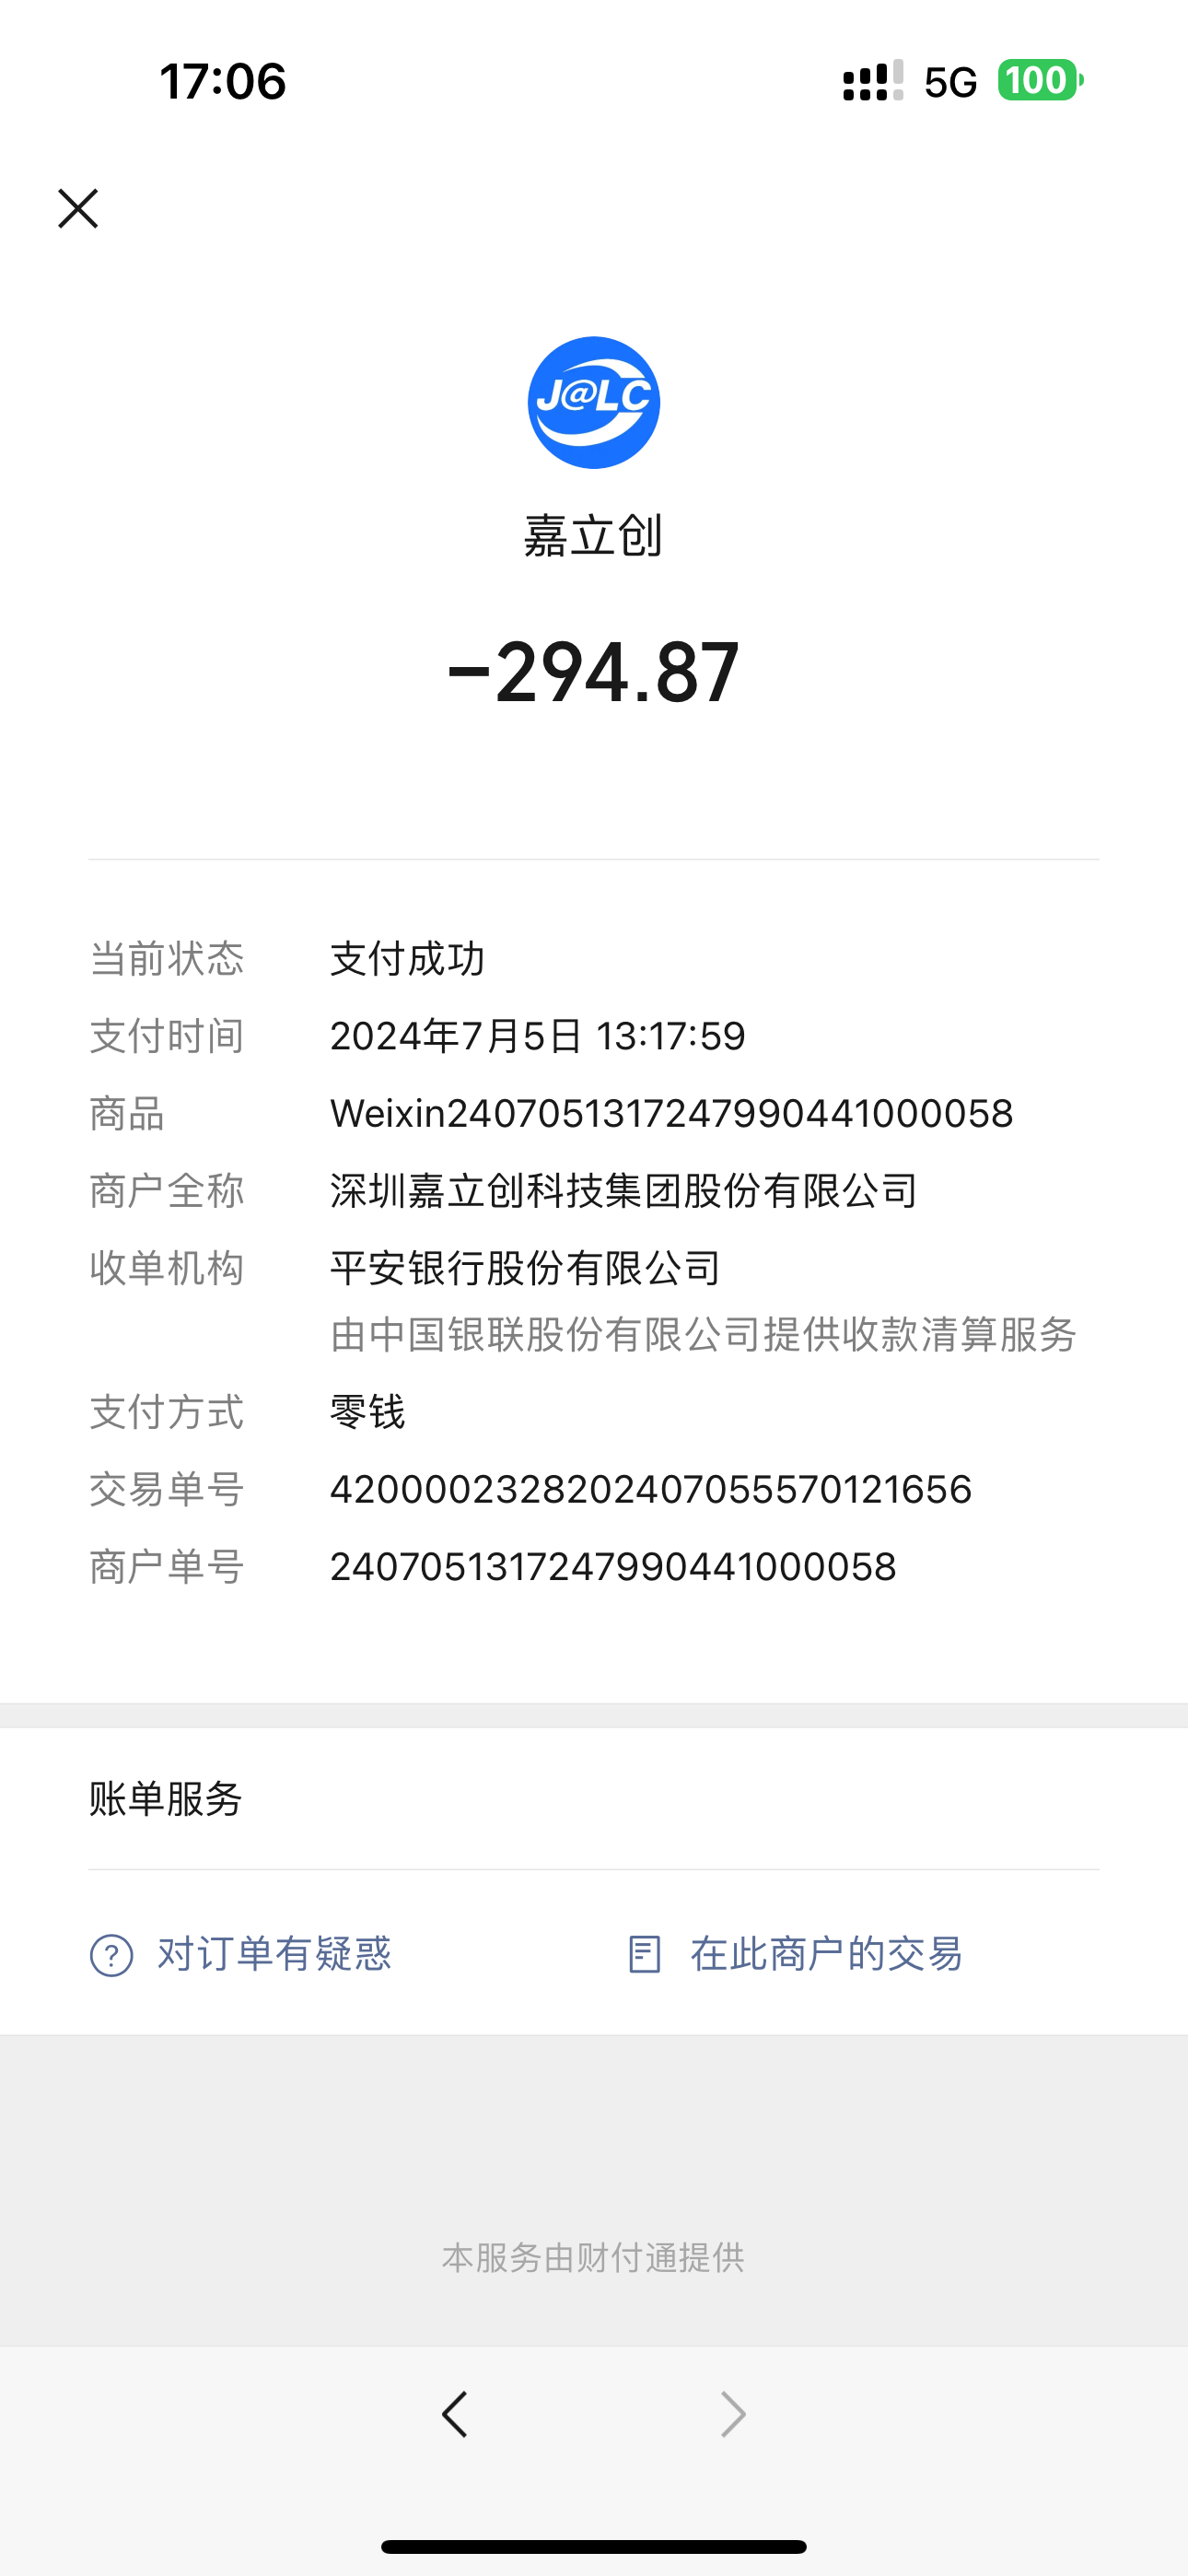 17:06
5G
100
J@LC
嘉立创
-294.87
当前状态 支付成功
支付时间 2024年7月5日 13:17:59
商品 Weixin2407051317247990441000058
商户全称 深圳嘉立创科技集团股份有限公司
收单机构 平安银行股份有限公司
由中国银联股份有限公司提供收款清算服务
支付方式 零钱
交易单号 4200002328202407055570121656
商户单号 2407051317247990441000058
账单服务
对订单有疑惑
在此商户的交易
本服务由财付通提供